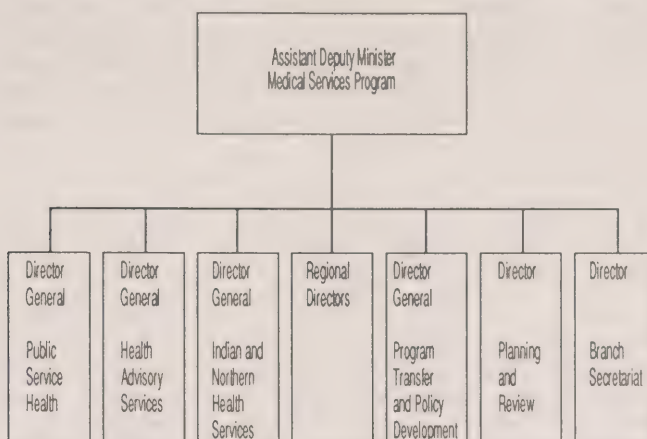 Assistant Deputy Minister
Medical Services Program
Director
General
Public
Service
Health
Director
General
Health
Advisory
Services
Director
General
Indian and
Northern
Health
Services
Regional
Directors
Director
General
Program
Transfer
and Policy
Development
Director
Planning
and
Review
Director
Branch
Secretariat